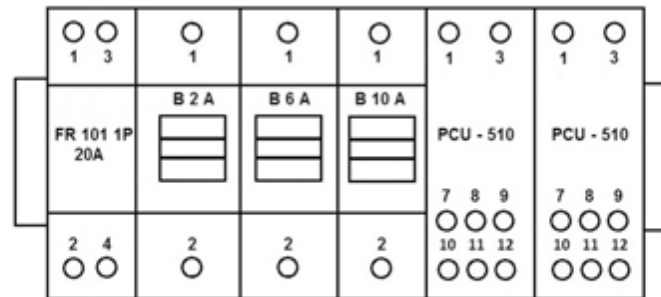 1 3 1 1 1 1 3 1 3
B 2 A B 6 A B 10 A
FR 101 1P PCU - 510 PCU - 510
20A
7 8 9 7 8 9
2 4 2 2 2 10 11 12 10 11 12